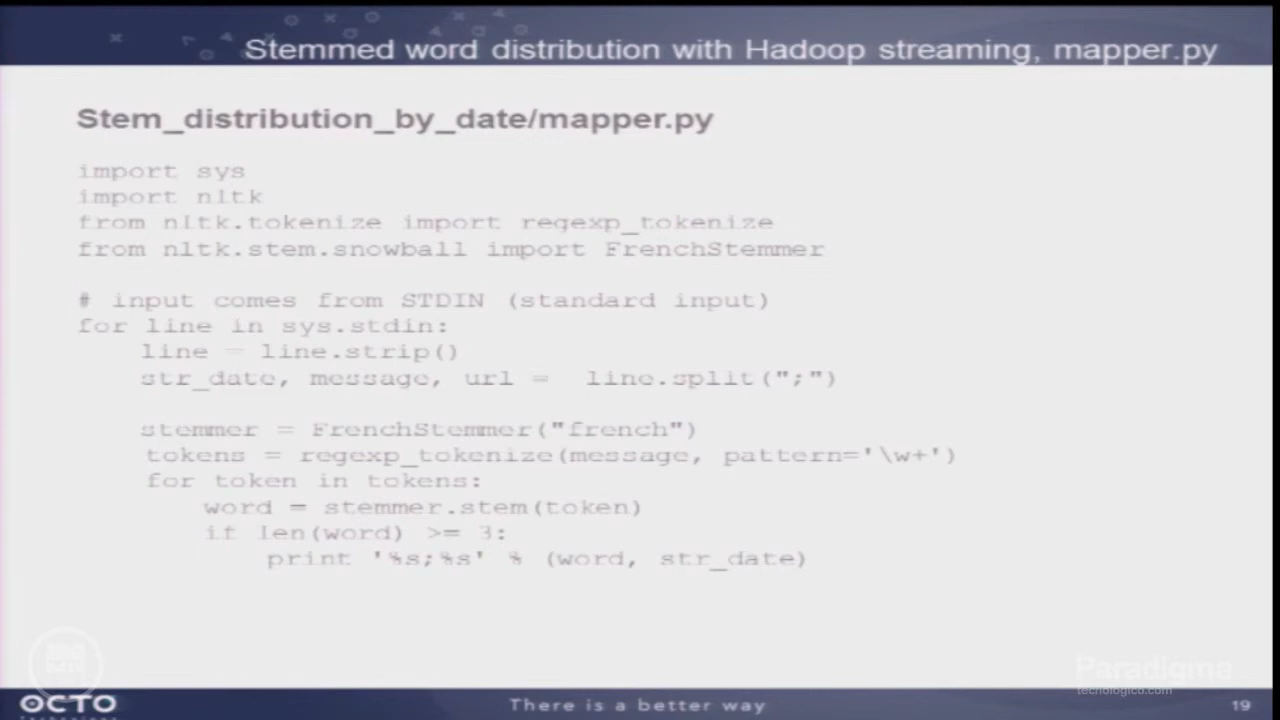 Stemmed word distribution with Hadoop streaming, mapper.py
Stem_distribution_by_date/mapper.py
import sys
import nltk
from nltk.tokenize import regexp_tokenize
from nltk.stem.snowball import FrenchStemmer
# input comes from STDIN (standard input)
for line in sys.stdin:
line = line.strip()
str_date, message, url = line.split(";")
stemmer = FrenchStemmer("french")
tokens = regexp_tokenize(message, pattern='\w+')
for token in tokens:
word = stemmer.stem(token)
if len(word) >= 3:
print '%s;%s' % (word, str_date)
Paradigma
tecnologico.com
OCTO
There is a better way
19